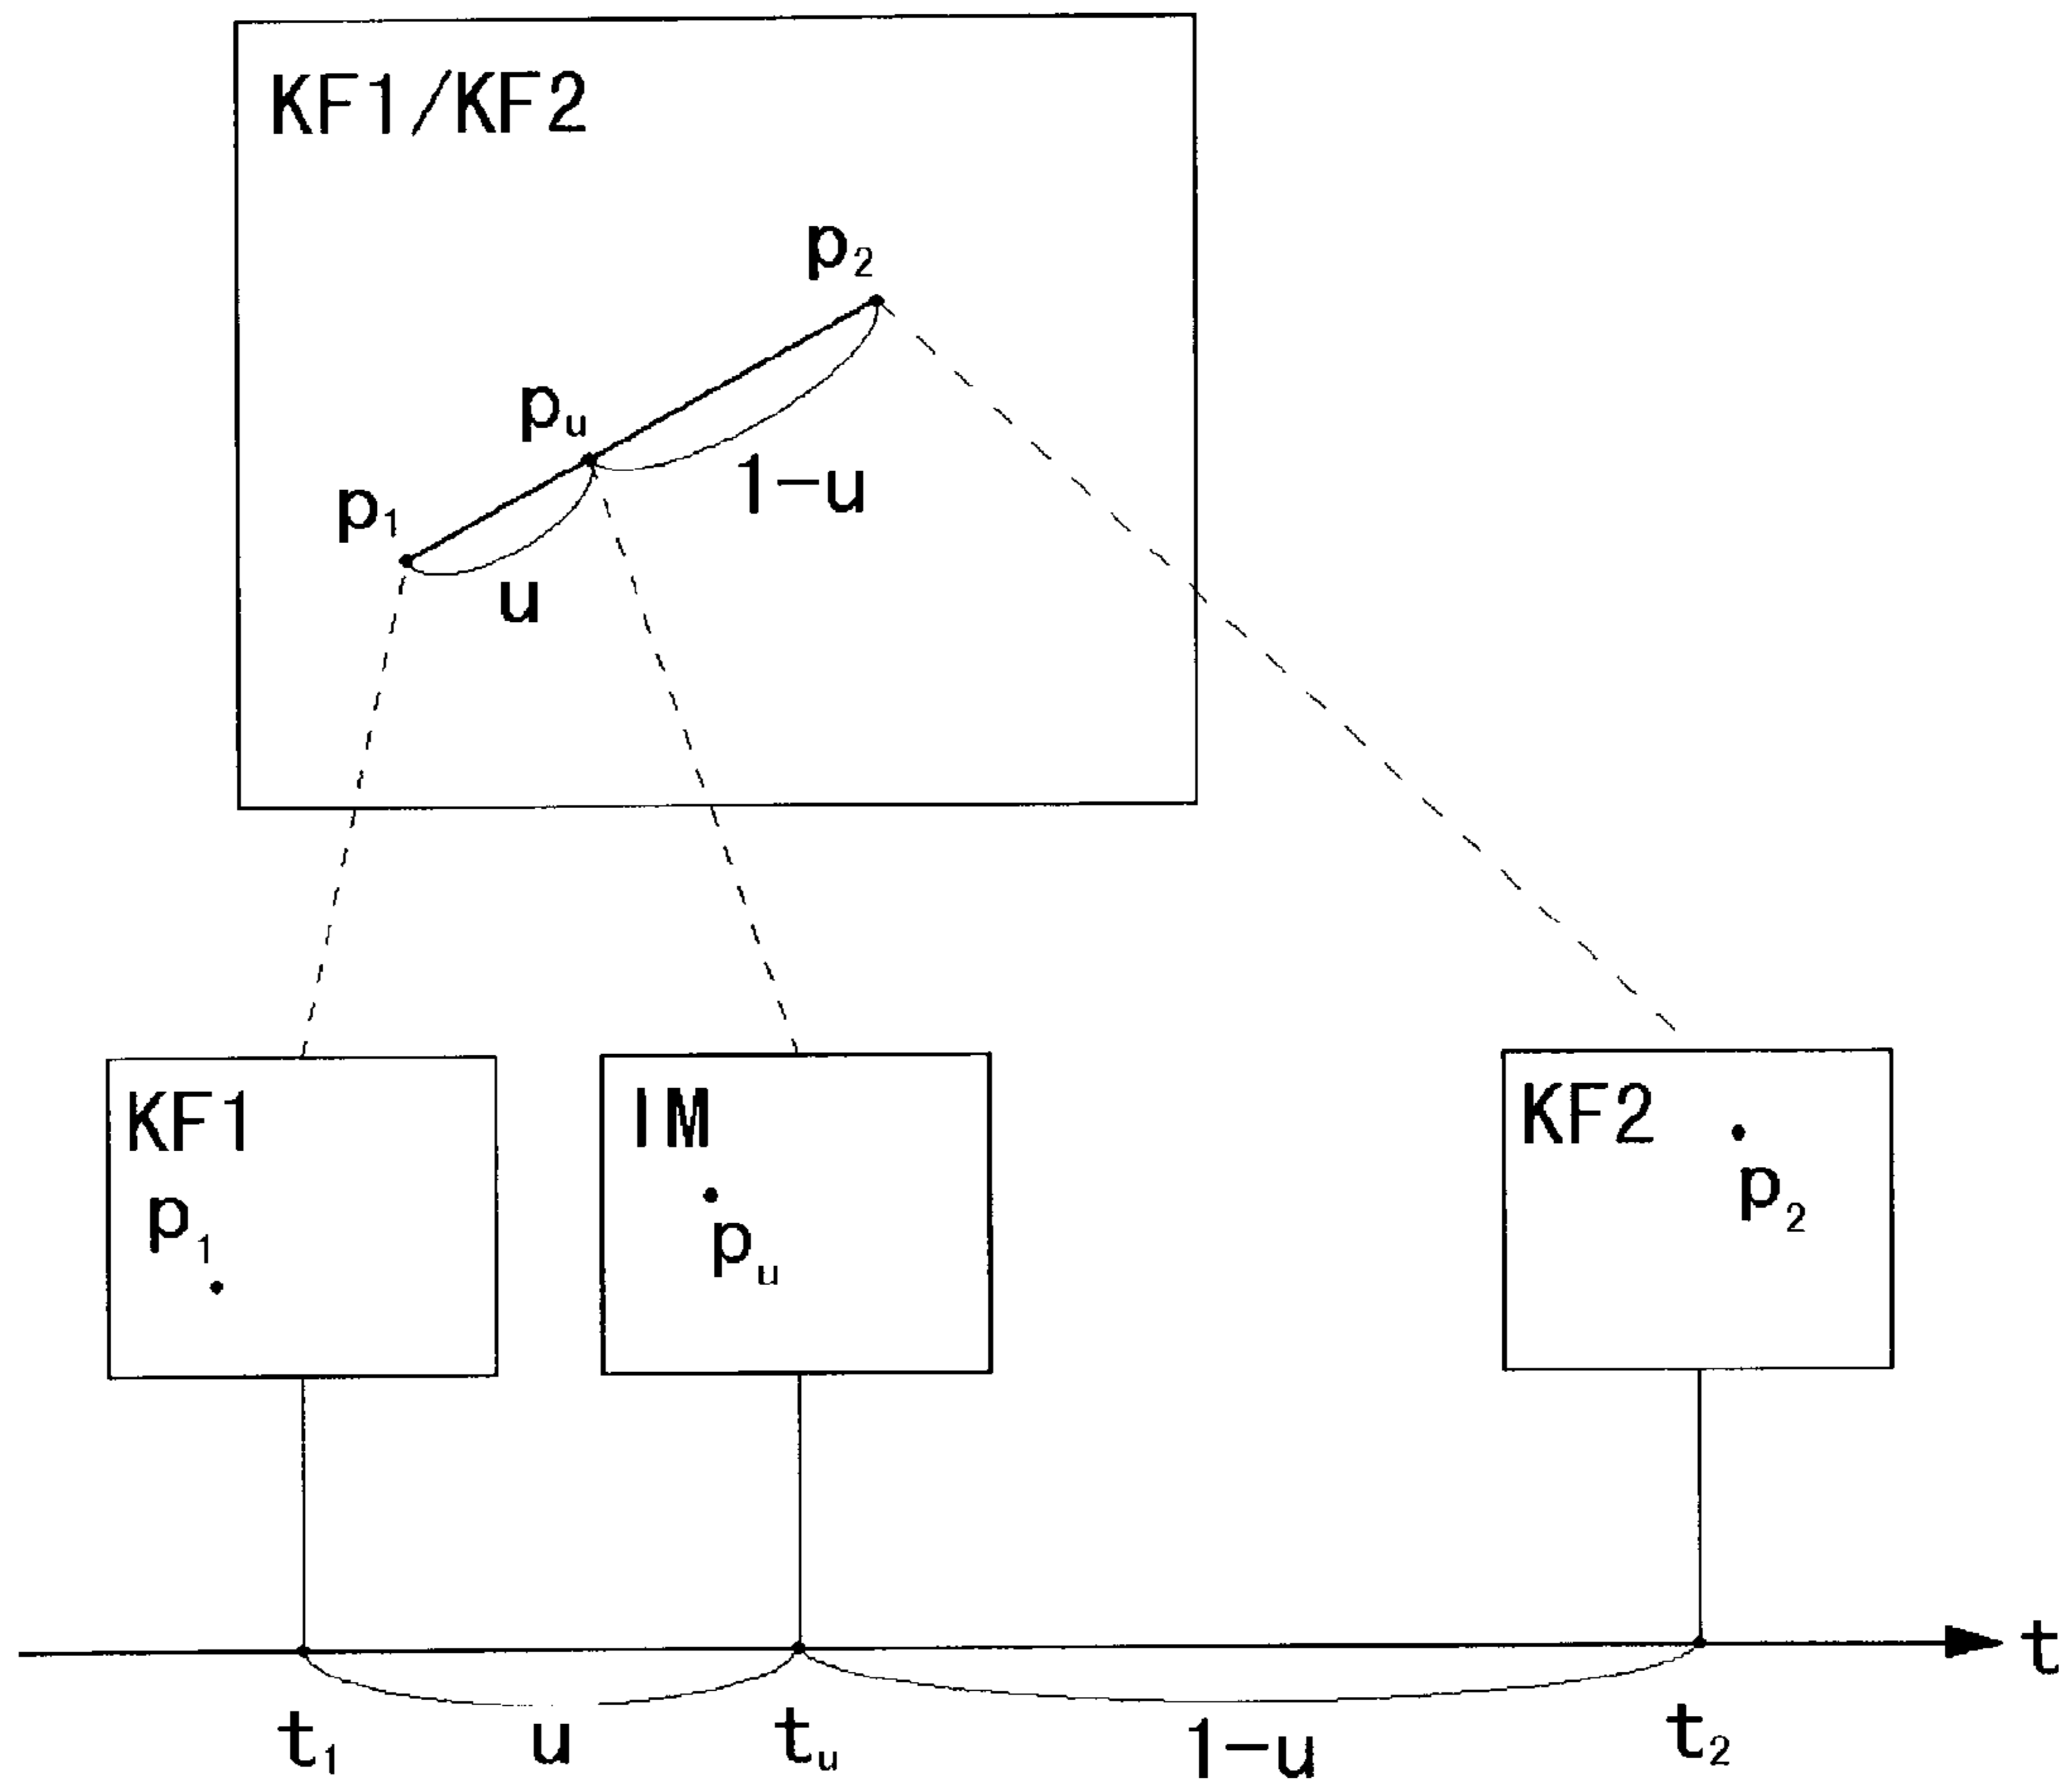 KF1/KF2
p₂
pᵤ
1-u
p₁
u
KF1
p₁
IM
pᵤ
KF2
p₂
t
t₁
u
tᵤ
1-u
t₂